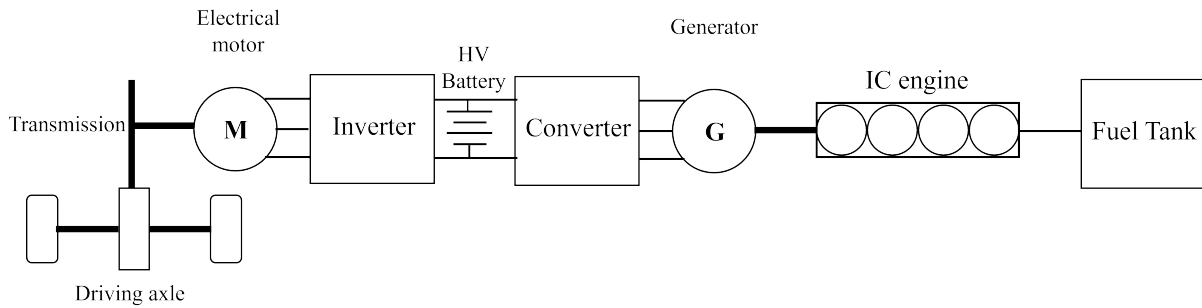 Electrical
motor
Generator
HV
Battery
IC engine
Transmission
M
Inverter
Converter
G
Fuel Tank
Driving axle